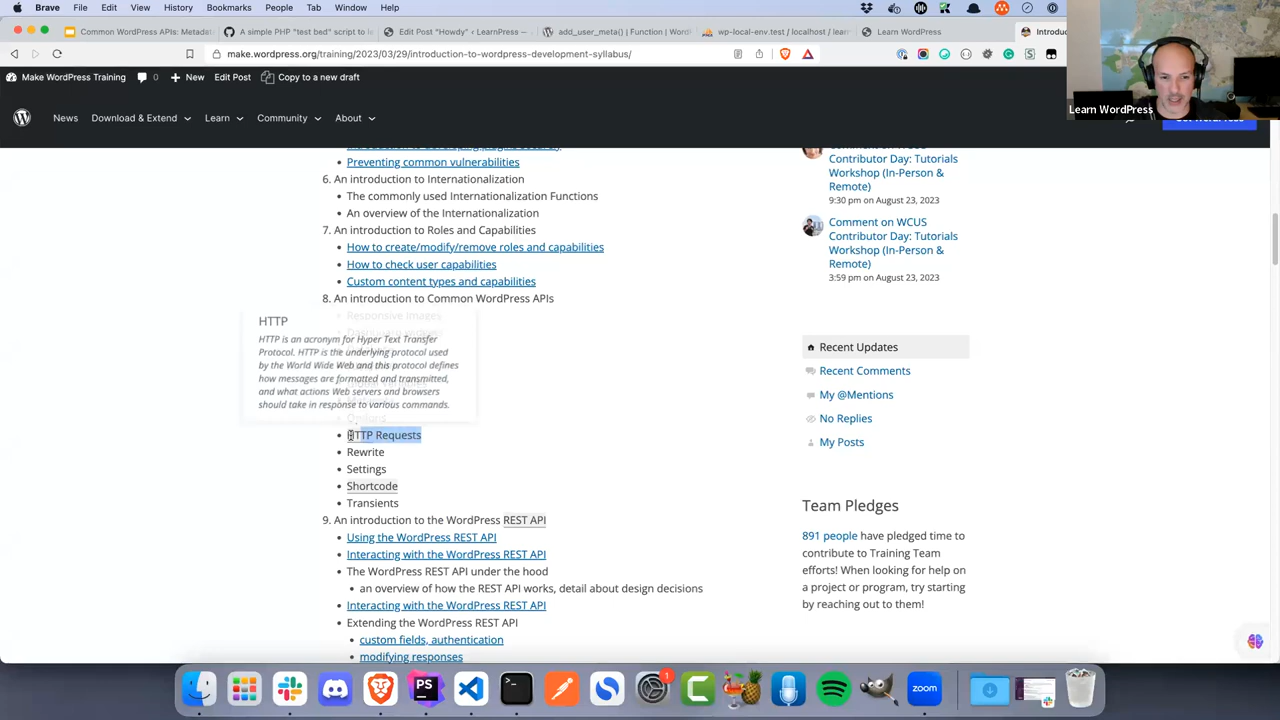 Brave File Edit View History Bookmarks People Tab Window Help
Common WordPress APIs: Metadat
A simple PHP "test bed" script to le
Edit Post "Howdy" ‹ LearnPress —
add_user_meta() | Function | WordP
wp-local-env.test / localhost / learn
Learn WordPress
Introduc
make.wordpress.org/training/2023/03/29/introduction-to-wordpress-development-syllabus/
Make WordPress Training 0 New Edit Post Copy to a new draft
Learn WordPress
News Download & Extend Learn Community About
Preventing common vulnerabilities
6. An introduction to Internationalization
The commonly used Internationalization Functions
An overview of the Internationalization
7. An introduction to Roles and Capabilities
How to create/modify/remove roles and capabilities
How to check user capabilities
Custom content types and capabilities
8. An introduction to Common WordPress APIs
Responsive Images
HTTP
HTTP is an acronym for Hyper Text Transfer
Protocol. HTTP is the underlying protocol used
by the World Wide Web and this protocol defines
how messages are formatted and transmitted,
and what actions Web servers and browsers
should take in response to various commands.
HTTP Requests
Rewrite
Settings
Shortcode
Transients
9. An introduction to the WordPress REST API
Using the WordPress REST API
Interacting with the WordPress REST API
The WordPress REST API under the hood
an overview of how the REST API works, detail about design decisions
Interacting with the WordPress REST API
Extending the WordPress REST API
custom fields, authentication
modifying responses
Comment on WCUS
Contributor Day: Tutorials
Workshop (In-Person &
Remote)
9:30 pm on August 23, 2023
Comment on WCUS
Contributor Day: Tutorials
Workshop (In-Person &
Remote)
3:59 pm on August 23, 2023
Recent Updates
Recent Comments
My @Mentions
No Replies
My Posts
Team Pledges
891 people have pledged time to
contribute to Training Team
efforts! When looking for help on
a project or program, try starting
by reaching out to them!
PS
1
zoom